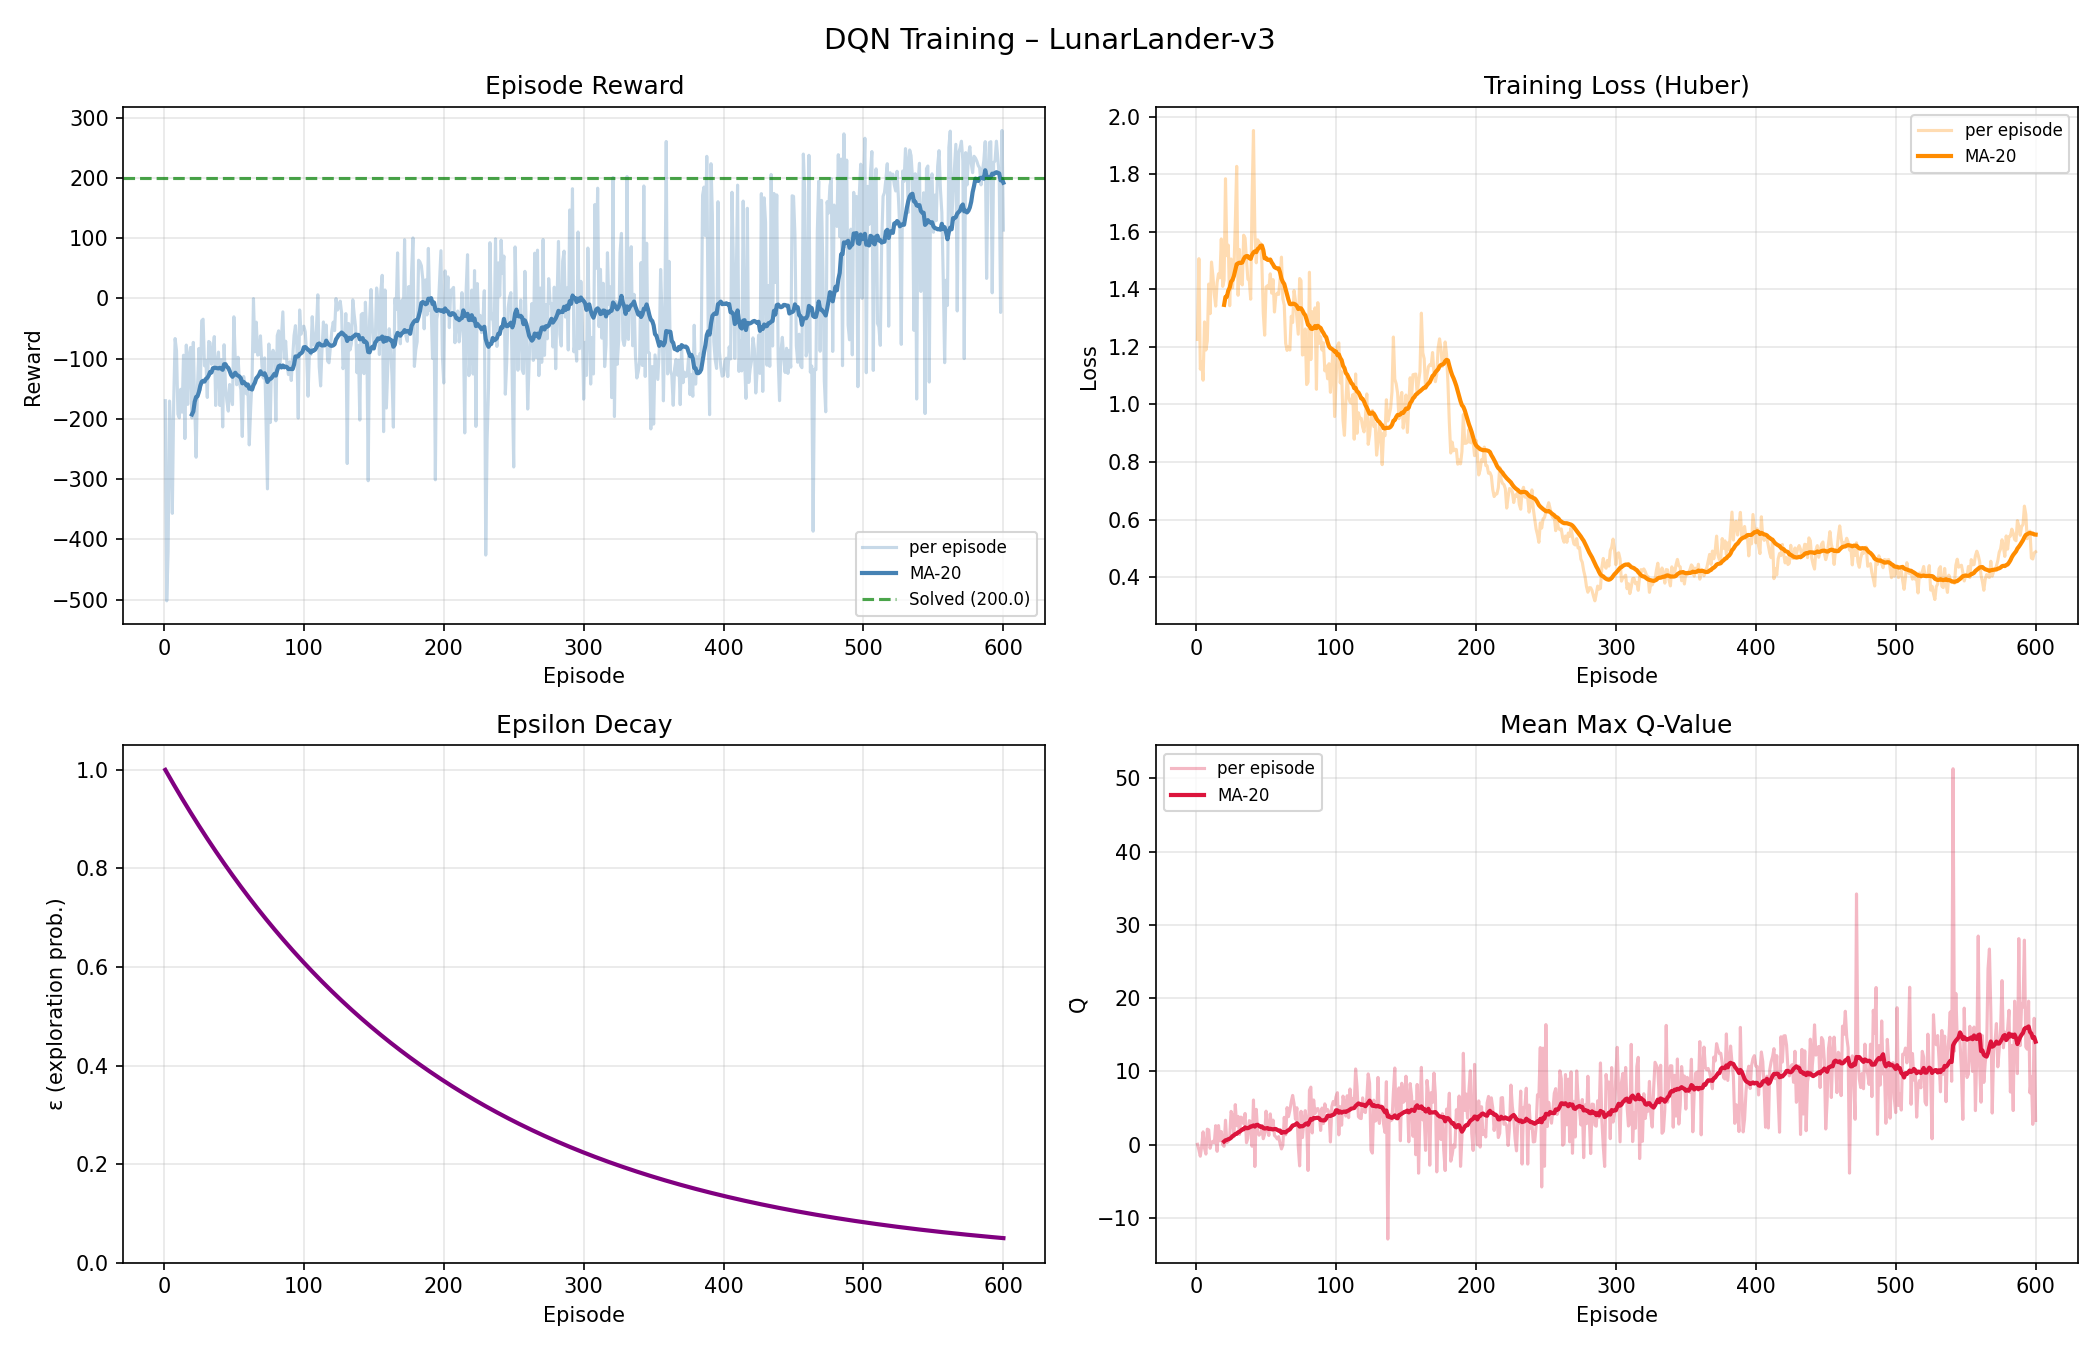 DQN Training – LunarLander-v3
Episode Reward
300
200
100
0
−100
−200
−300
−400
−500
Reward
per episode
MA-20
Solved (200.0)
0 100 200 300 400 500 600
Episode
Training Loss (Huber)
2.0
1.8
1.6
1.4
1.2
1.0
0.8
0.6
0.4
Loss
per episode
MA-20
0 100 200 300 400 500 600
Episode
Epsilon Decay
1.0
0.8
0.6
0.4
0.2
0.0
ε (exploration prob.)
0 100 200 300 400 500 600
Episode
Mean Max Q-Value
50
40
30
20
10
0
−10
Q
per episode
MA-20
0 100 200 300 400 500 600
Episode